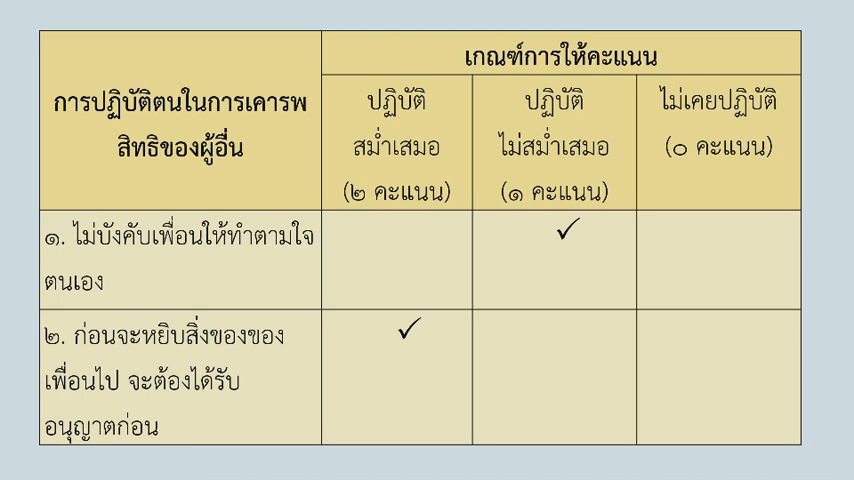 การปฏิบัติตนในการเคารพ
สิทธิของผู้อื่น
เกณฑ์การให้คะแนน
ปฏิบัติ
สม่ำเสมอ
(๒ คะแนน)
ปฏิบัติ
ไม่สม่ำเสมอ
(๑ คะแนน)
ไม่เคยปฏิบัติ
(๐ คะแนน)
๑. ไม่บังคับเพื่อนให้ทำตามใจ
ตนเอง
✓
๒. ก่อนจะหยิบสิ่งของของ
เพื่อนไป จะต้องได้รับ
อนุญาตก่อน
✓